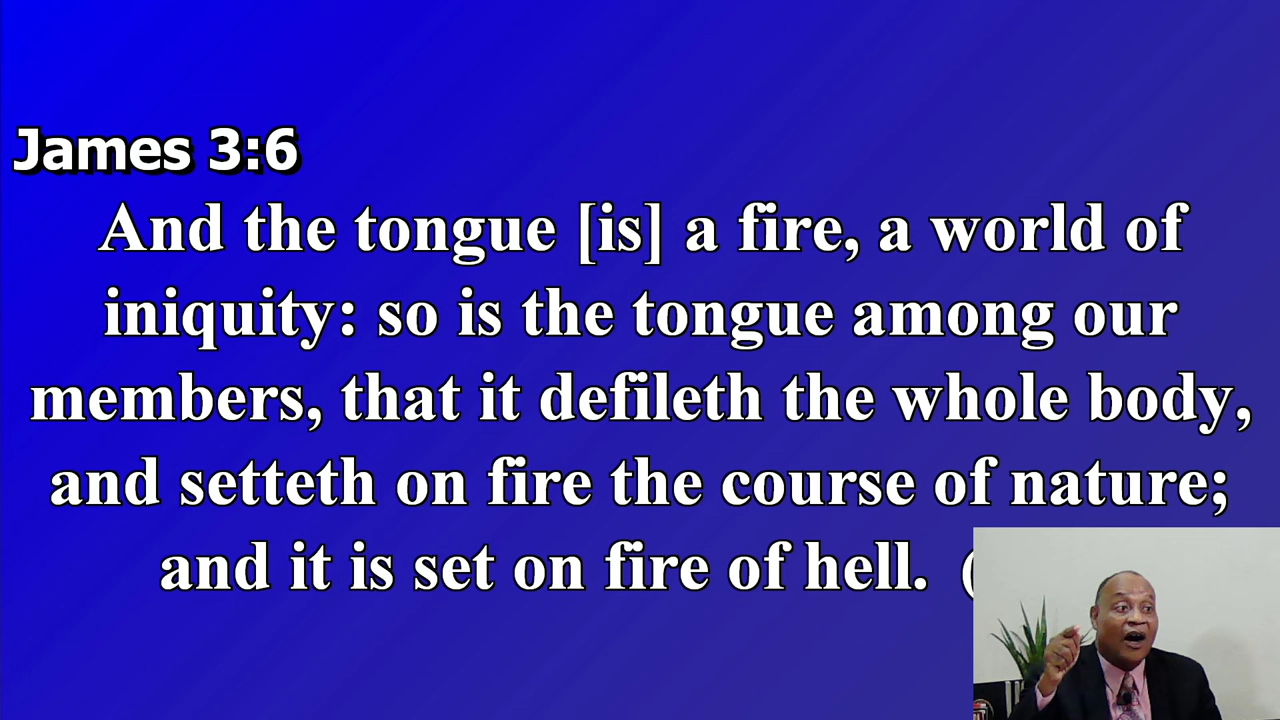 James 3:6
And the tongue [is] a fire, a world of
iniquity: so is the tongue among our
members, that it defileth the whole body,
and setteth on fire the course of nature;
and it is set on fire of hell. (